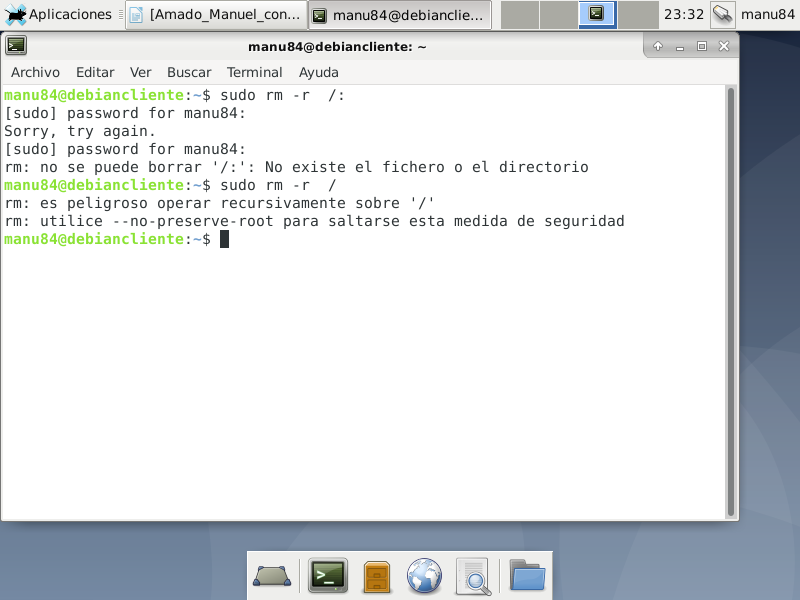 Aplicaciones [Amado_Manuel_con... manu84@debianclie... 23:32 manu84
manu84@debiancliente: ~
Archivo Editar Ver Buscar Terminal Ayuda
manu84@debiancliente:~$ sudo rm -r  /:
[sudo] password for manu84:
Sorry, try again.
[sudo] password for manu84:
rm: no se puede borrar '/:': No existe el fichero o el directorio
manu84@debiancliente:~$ sudo rm -r  /
rm: es peligroso operar recursivamente sobre '/'
rm: utilice --no-preserve-root para saltarse esta medida de seguridad
manu84@debiancliente:~$